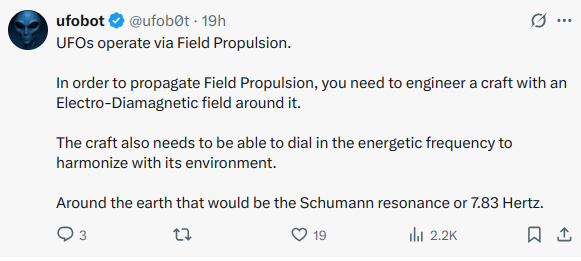 ufobot @ufob0t · 19h
UFOs operate via Field Propulsion.
In order to propagate Field Propulsion, you need to engineer a craft with an
Electro-Diamagnetic field around it.
The craft also needs to be able to dial in the energetic frequency to
harmonize with its environment.
Around the earth that would be the Schumann resonance or 7.83 Hertz.
3 19 2.2K